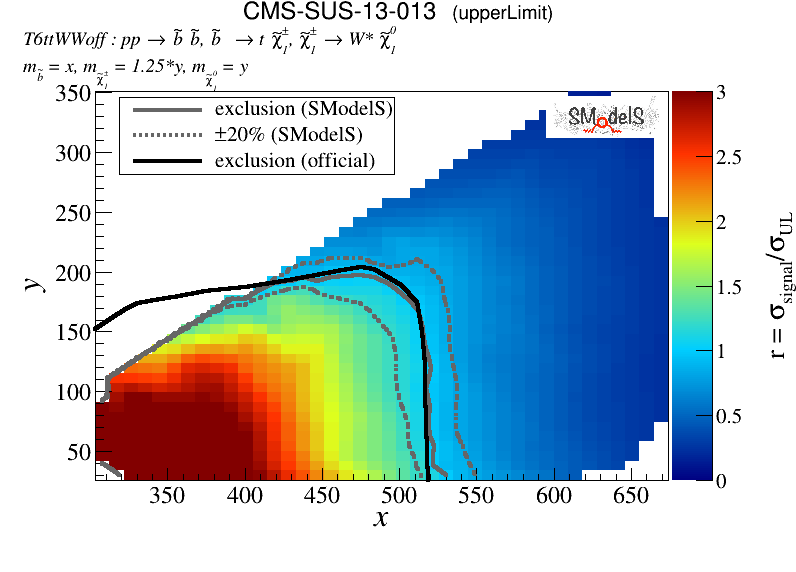 CMS-SUS-13-013 (upperLimit)
T6ttWWoff : pp → b̃ b̃, b̃ → t χ̃₁±, χ̃₁± → W* χ̃₁⁰
m_b̃ = x, m_χ̃₁± = 1.25*y, m_χ̃₁⁰ = y
exclusion (SModelS)
±20% (SModelS)
exclusion (official)
SModelS
350
300
250
200
150
100
50
y
350 400 450 500 550 600 650
x
3
2.5
2
1.5
1
0.5
0
r = σ_signal/σ_UL